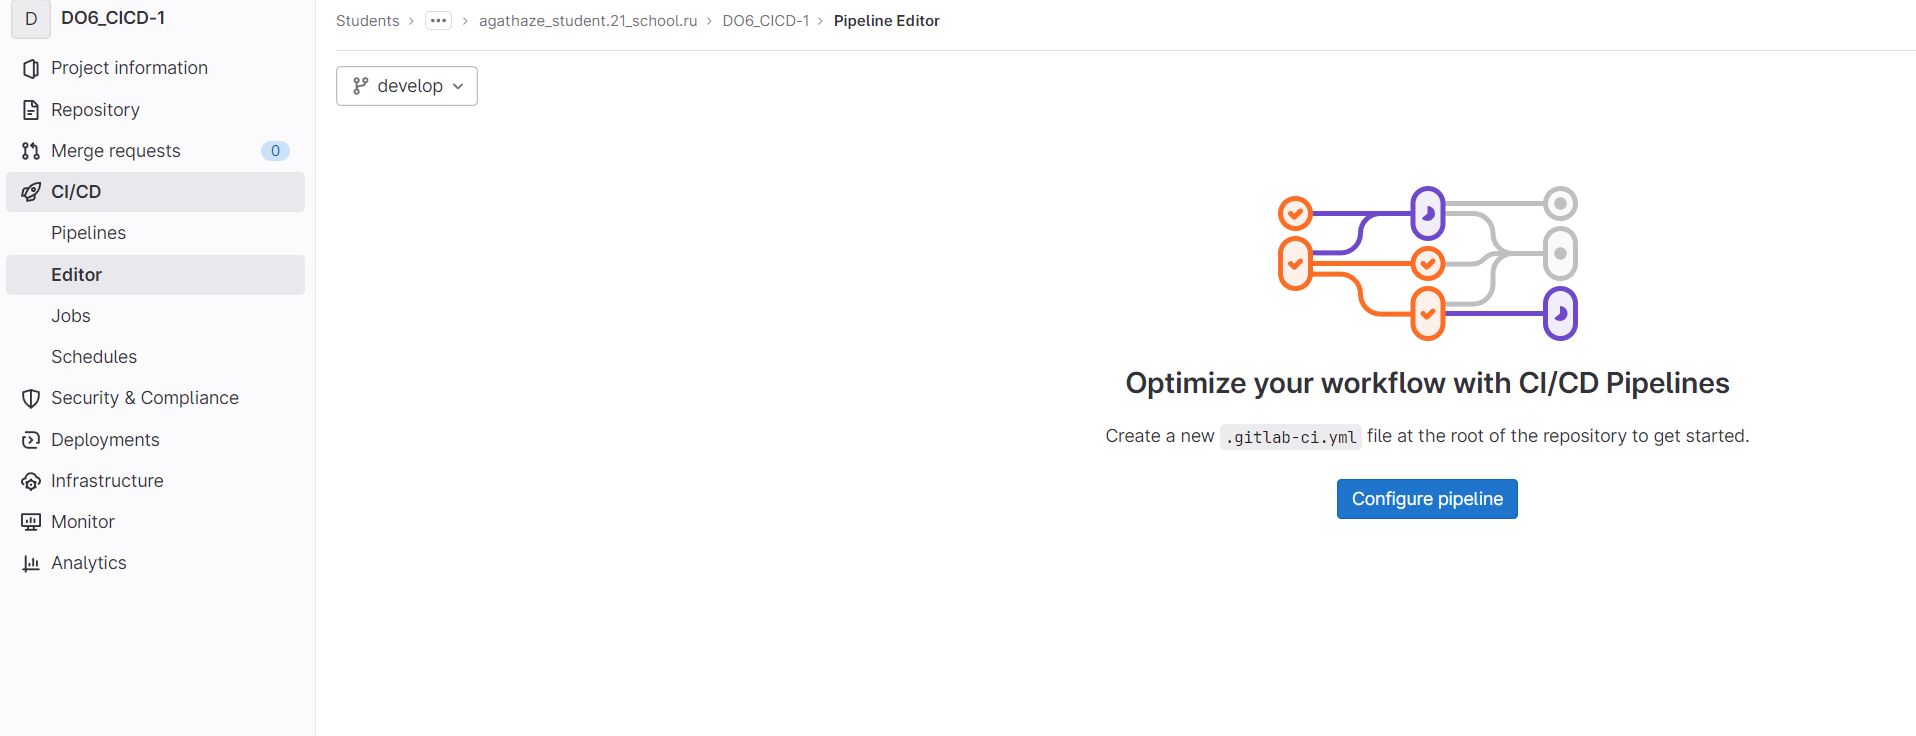 D DO6_CICD-1
Project information
Repository
Merge requests 0
CI/CD
Pipelines
Editor
Jobs
Schedules
Security & Compliance
Deployments
Infrastructure
Monitor
Analytics
Students › ••• › agathaze_student.21_school.ru › DO6_CICD-1 › Pipeline Editor
develop
Optimize your workflow with CI/CD Pipelines
Create a new .gitlab-ci.yml file at the root of the repository to get started.
Configure pipeline